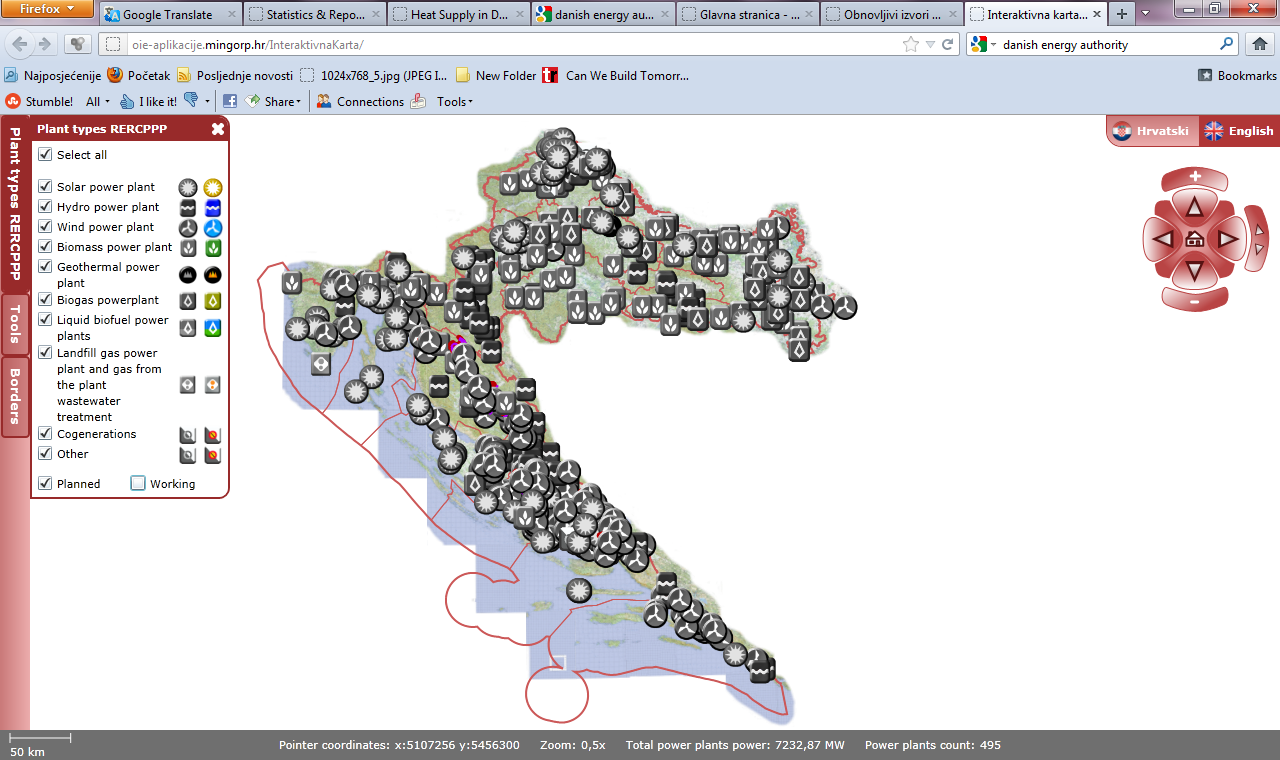 Firefox
Google Translate
Statistics & Repo...
Heat Supply in D...
danish energy au...
Glavna stranica - ...
Obnovljivi izvori ...
Interaktivna karta...
oie-aplikacije.mingorp.hr/InteraktivnaKarta/
danish energy authority
Najposjećenije
Početak
Posljednje novosti
1024x768_5.jpg (JPEG I...
New Folder
tr
Can We Build Tomorr...
Bookmarks
Stumble!
All
I like it!
Share
Connections
Tools
Plant types RERCPPP
Tools
Borders
Plant types RERCPPP
Select all
Solar power plant
Hydro power plant
Wind power plant
Biomass power plant
Geothermal power
plant
Biogas powerplant
Liquid biofuel power
plants
Landfill gas power
plant and gas from
the plant
wastewater
treatment
Cogenerations
Other
Planned
Working
Hrvatski
English
50 km
Pointer coordinates: x:5107256 y:5456300
Zoom: 0,5x
Total power plants power: 7232,87 MW
Power plants count: 495